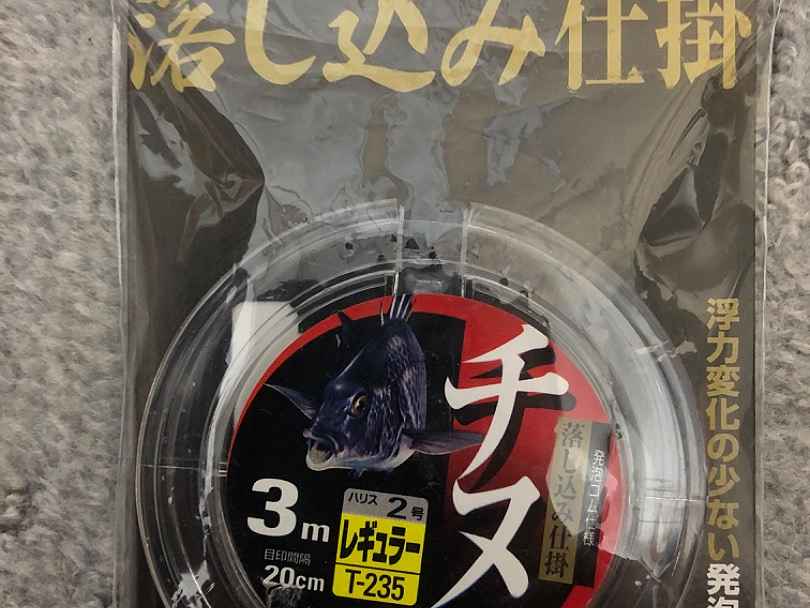 落し込み仕掛
浮力変化の少ない発泡
チヌ
落し込み仕掛
発泡ゴム仕様
3m
目印間隔
20cm
ハリス 2号
レギュラー
T-235